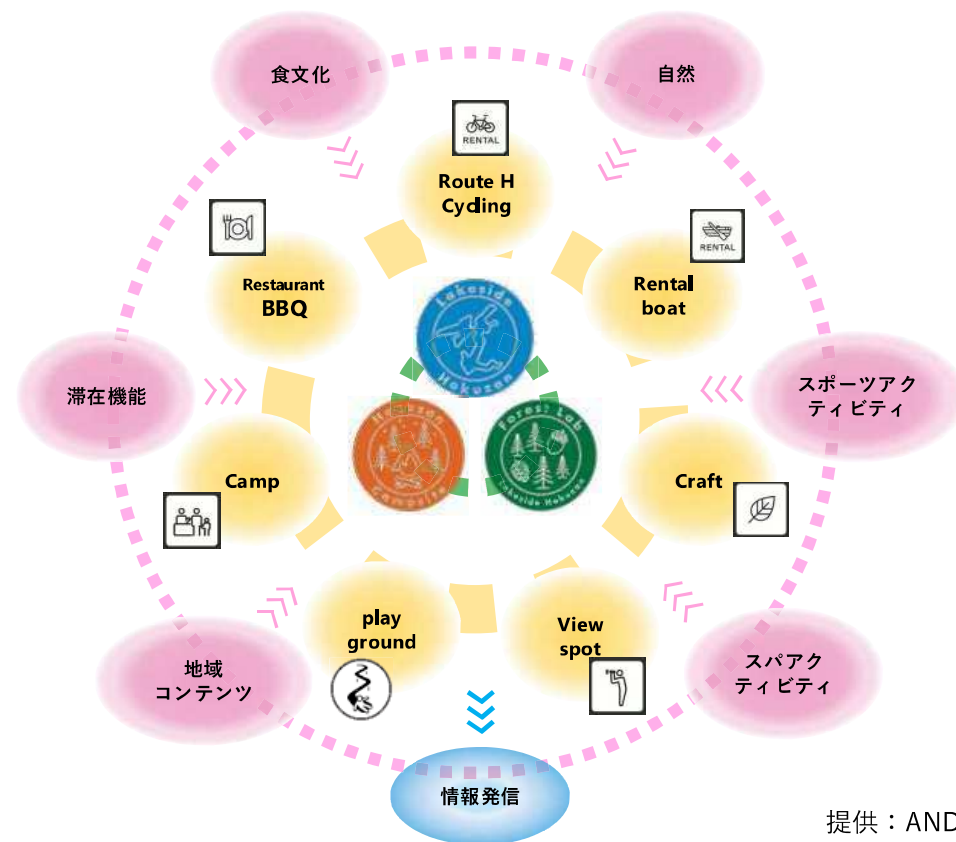 食文化
自然
RENTAL
Route H
Cycling
RENTAL
Restaurant
BBQ
Rental
boat
Lakeside
Hakuzan
滞在機能
スポーツアク
ティビティ
Forest Lab
Lakeside Hokuzan
Campsite
Camp
Craft
play
ground
View
spot
地域
コンテンツ
スパアク
ティビティ
情報発信
提供：AND